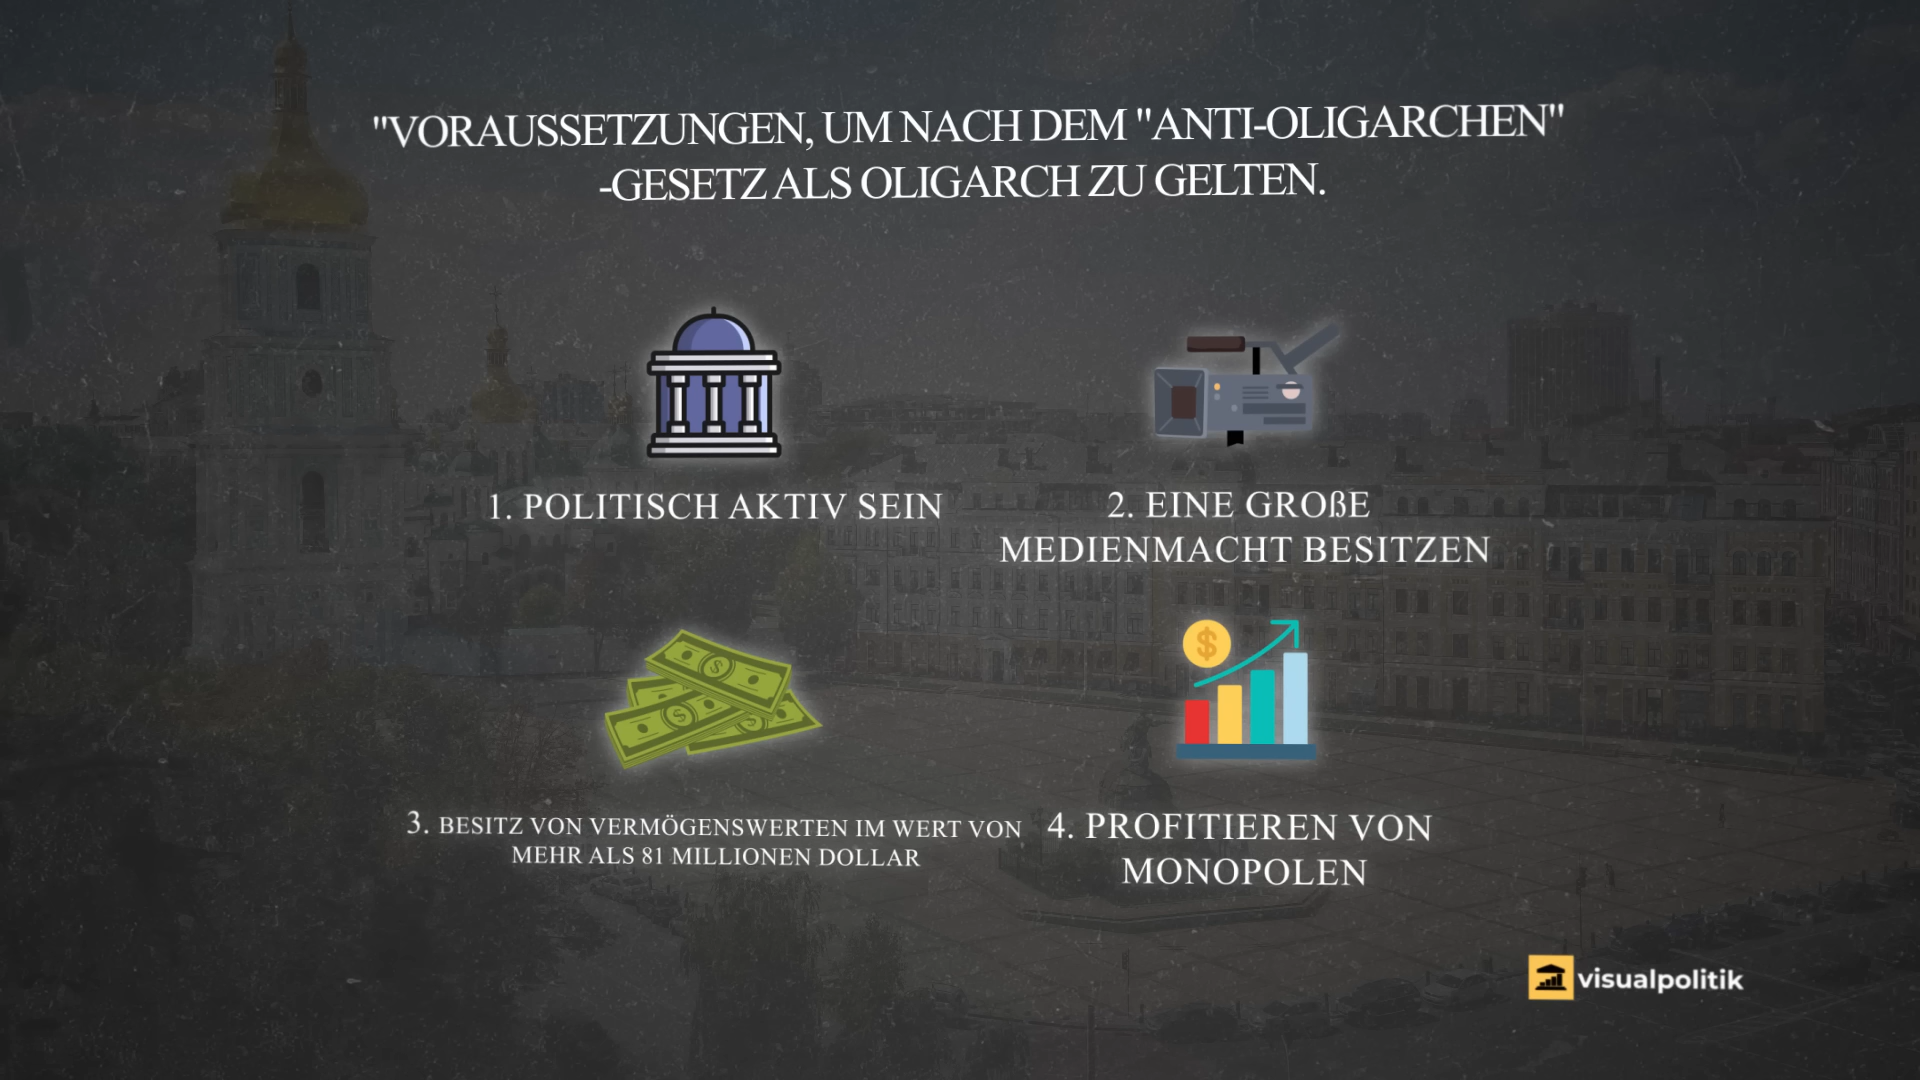 "VORAUSSETZUNGEN, UM NACH DEM "ANTI-OLIGARCHEN"
-GESETZ ALS OLIGARCH ZU GELTEN.
1. POLITISCH AKTIV SEIN
2. EINE GROßE
MEDIENMACHT BESITZEN
3. BESITZ VON VERMÖGENSWERTEN IM WERT VON
MEHR ALS 81 MILLIONEN DOLLAR
4. PROFITIEREN VON
MONOPOLEN
visualpolitik